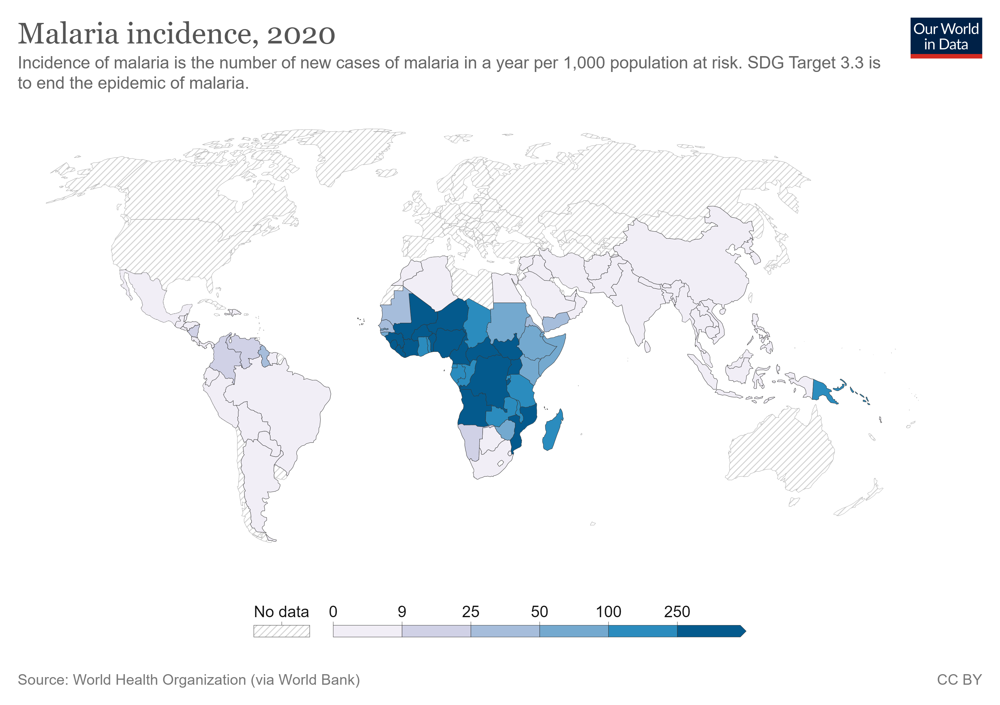 Malaria incidence, 2020
Our World
in Data
Incidence of malaria is the number of new cases of malaria in a year per 1,000 population at risk. SDG Target 3.3 is
to end the epidemic of malaria.
No data 0 9 25 50 100 250
Source: World Health Organization (via World Bank)
CC BY